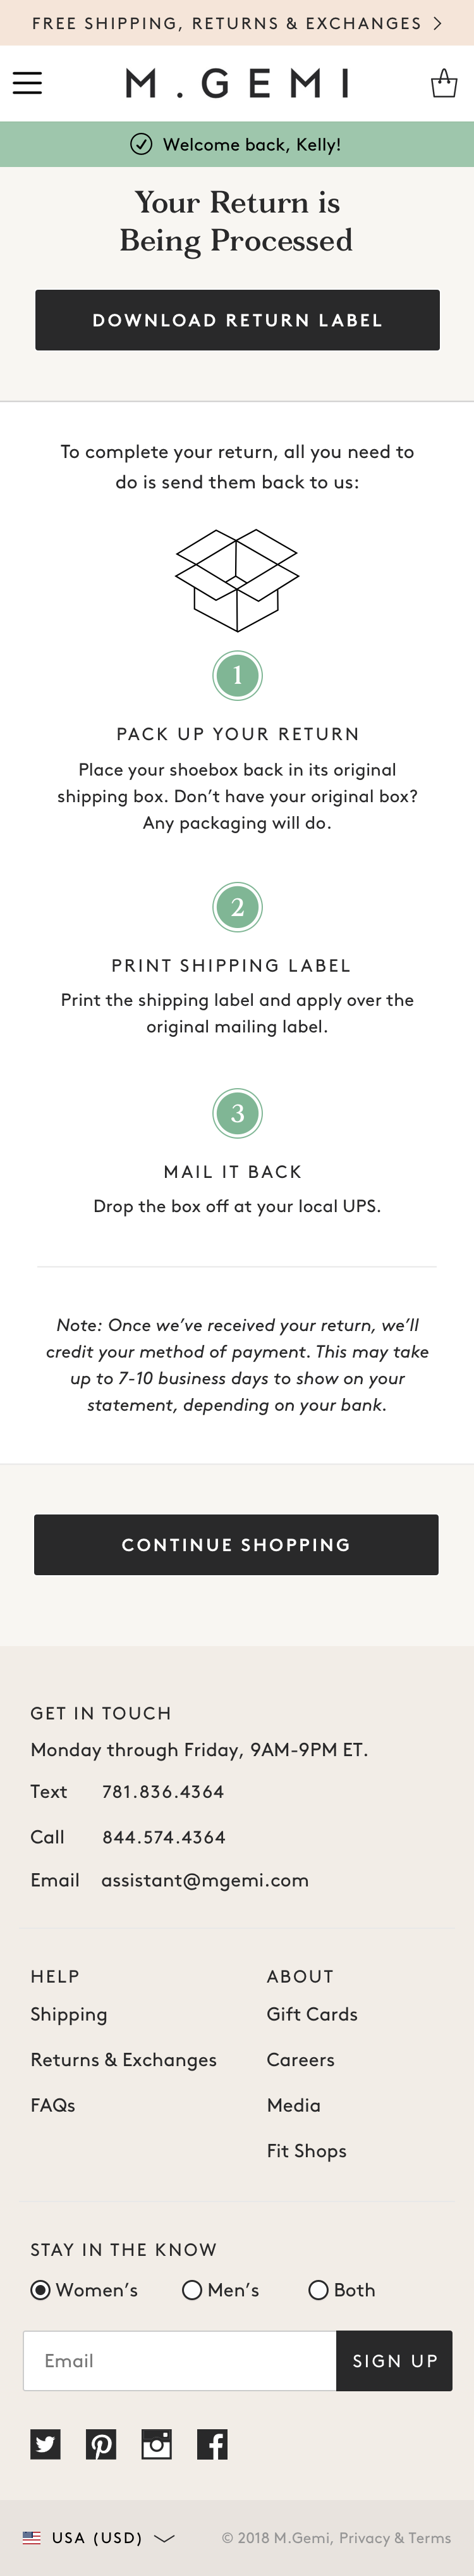 FREE SHIPPING, RETURNS & EXCHANGES
M.GEMI
Welcome back, Kelly!
Your Return is
Being Processed
DOWNLOAD RETURN LABEL
To complete your return, all you need to
do is send them back to us:
1
PACK UP YOUR RETURN
Place your shoebox back in its original
shipping box. Don’t have your original box?
Any packaging will do.
2
PRINT SHIPPING LABEL
Print the shipping label and apply over the
original mailing label.
3
MAIL IT BACK
Drop the box off at your local UPS.
Note: Once we’ve received your return, we’ll
credit your method of payment. This may take
up to 7-10 business days to show on your
statement, depending on your bank.
CONTINUE SHOPPING
GET IN TOUCH
Monday through Friday, 9AM-9PM ET.
Text 781.836.4364
Call 844.574.4364
Email assistant@mgemi.com
HELP
Shipping
Returns & Exchanges
FAQs
ABOUT
Gift Cards
Careers
Media
Fit Shops
STAY IN THE KNOW
Women’s Men’s Both
Email SIGN UP
USA (USD) © 2018 M.Gemi, Privacy & Terms